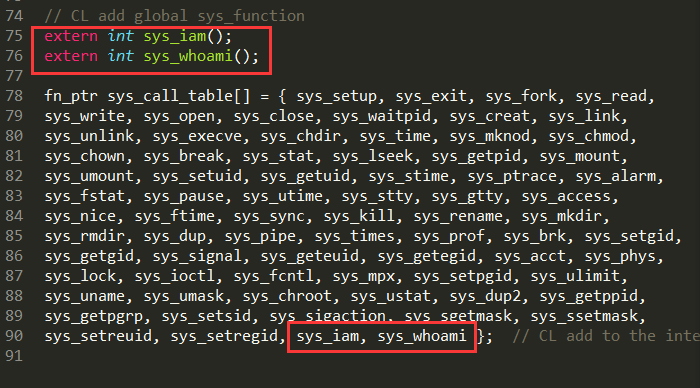 74 // CL add global sys_function
75 extern int sys_iam();
76 extern int sys_whoami();
77
78 fn_ptr sys_call_table[] = { sys_setup, sys_exit, sys_fork, sys_read,
79 sys_write, sys_open, sys_close, sys_waitpid, sys_creat, sys_link,
80 sys_unlink, sys_execve, sys_chdir, sys_time, sys_mknod, sys_chmod,
81 sys_chown, sys_break, sys_stat, sys_lseek, sys_getpid, sys_mount,
82 sys_umount, sys_setuid, sys_getuid, sys_stime, sys_ptrace, sys_alarm,
83 sys_fstat, sys_pause, sys_utime, sys_stty, sys_gtty, sys_access,
84 sys_nice, sys_ftime, sys_sync, sys_kill, sys_rename, sys_mkdir,
85 sys_rmdir, sys_dup, sys_pipe, sys_times, sys_prof, sys_brk, sys_setgid,
86 sys_getgid, sys_signal, sys_geteuid, sys_getegid, sys_acct, sys_phys,
87 sys_lock, sys_ioctl, sys_fcntl, sys_mpx, sys_setpgid, sys_ulimit,
88 sys_uname, sys_umask, sys_chroot, sys_ustat, sys_dup2, sys_getppid,
89 sys_getpgrp, sys_setsid, sys_sigaction, sys_sgetmask, sys_ssetmask,
90 sys_setreuid, sys_setregid, sys_iam, sys_whoami }; // CL add to the inte
91